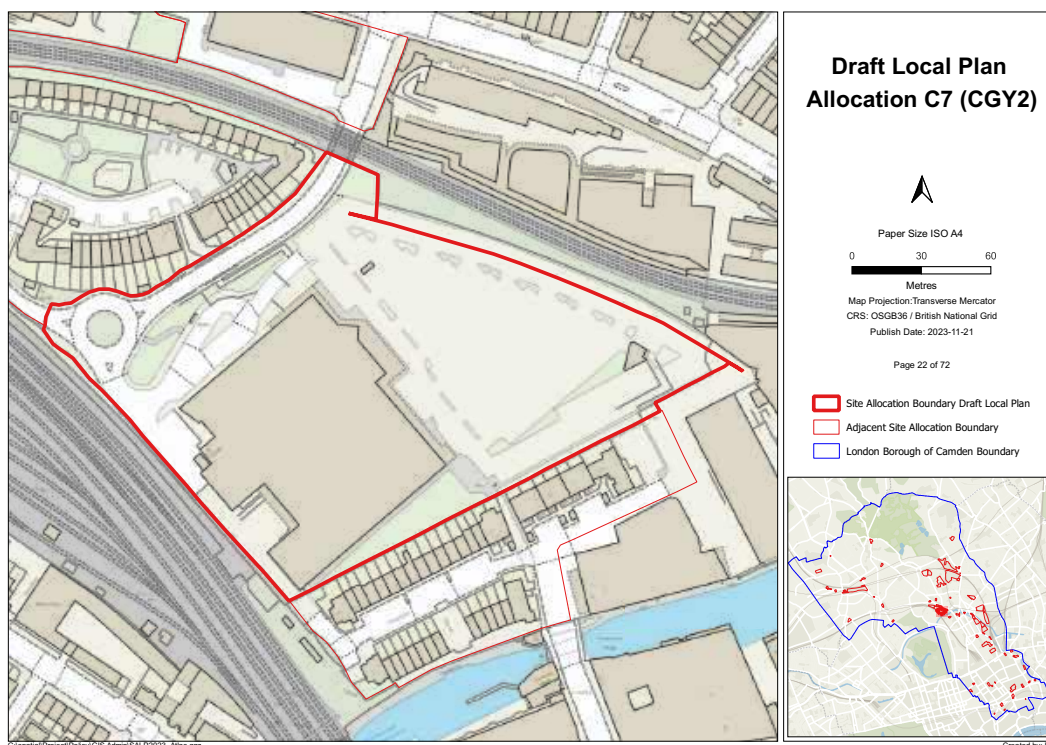 Draft Local Plan
Allocation C7 (CGY2)
Paper Size ISO A4
0 30 60
Metres
Map Projection:Transverse Mercator
CRS: OSGB36 / British National Grid
Publish Date: 2023-11-21
Page 22 of 72
Site Allocation Boundary Draft Local Plan
Adjacent Site Allocation Boundary
London Borough of Camden Boundary
Created by